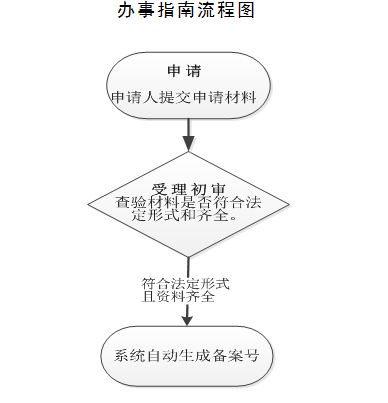 办事指南流程图
申请
申请人提交申请材料
受理初审
查验材料是否符合法
定形式和齐全。
符合法定形式
且资料齐全
系统自动生成备案号